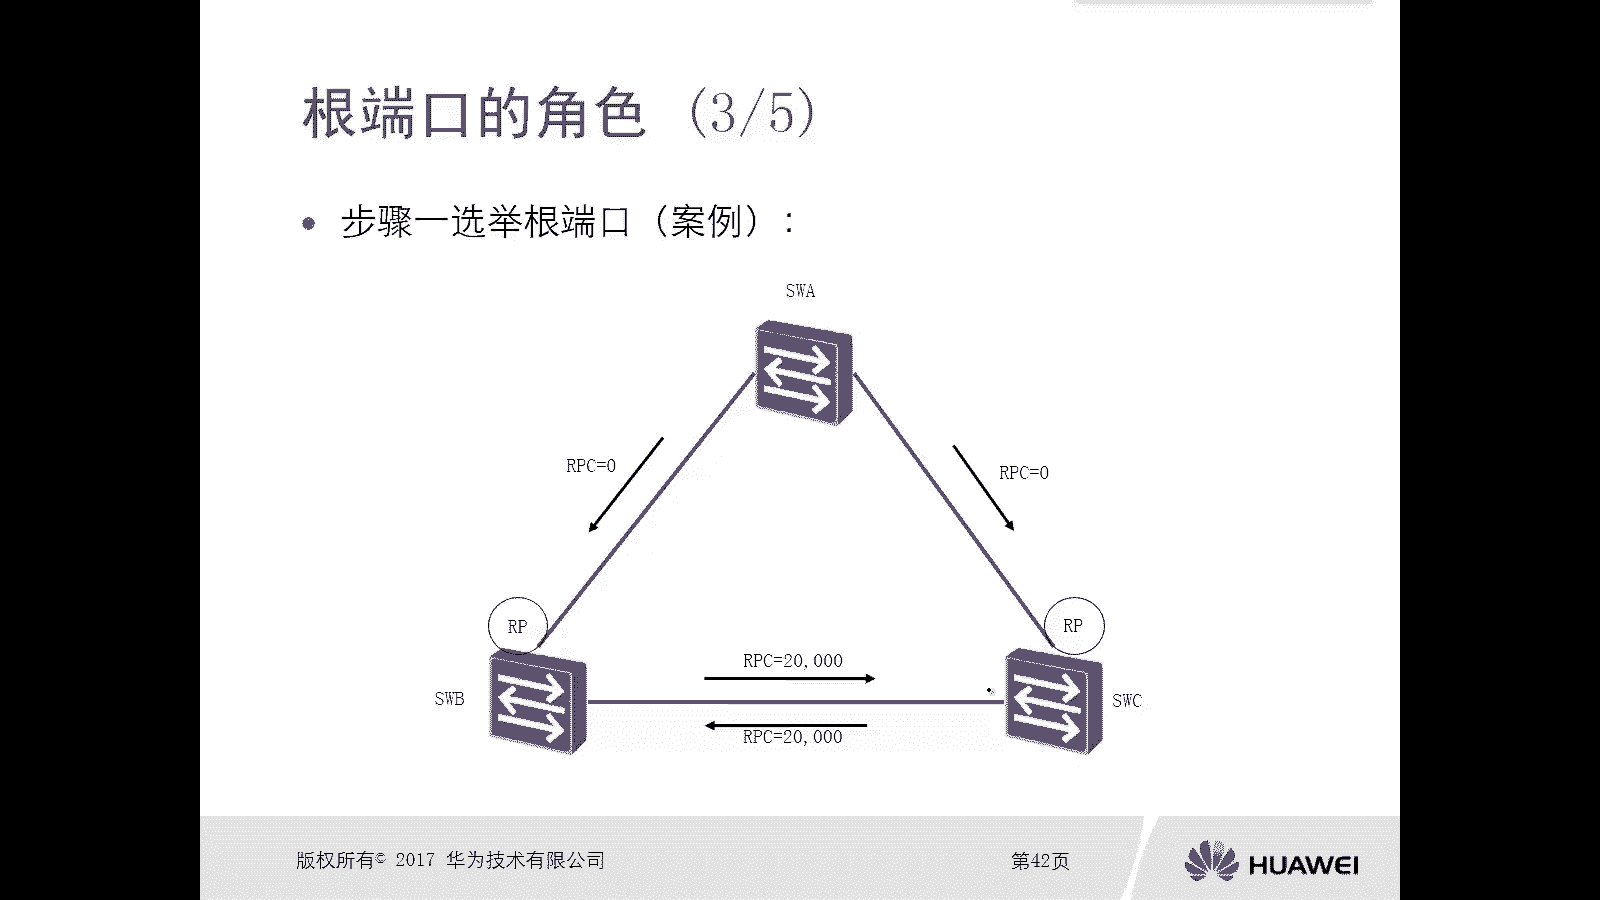 根端口的角色 (3/5)
• 步骤一选举根端口（案例）：
SWA
RPC=0
RPC=0
RP
RP
RPC=20,000
SWB
SWC
RPC=20,000
版权所有© 2017 华为技术有限公司
第42页
HUAWEI